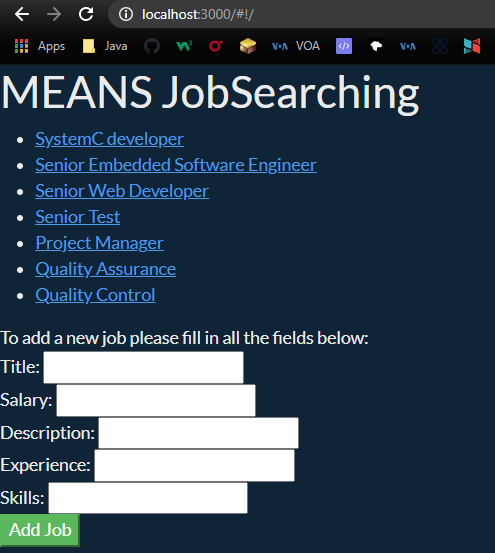 localhost:3000/#!/
Apps Java VOA VOA VOA
MEANS JobSearching
SystemC developer
Senior Embedded Software Engineer
Senior Web Developer
Senior Test
Project Manager
Quality Assurance
Quality Control
To add a new job please fill in all the fields below:
Title:
Salary:
Description:
Experience:
Skills:
Add Job